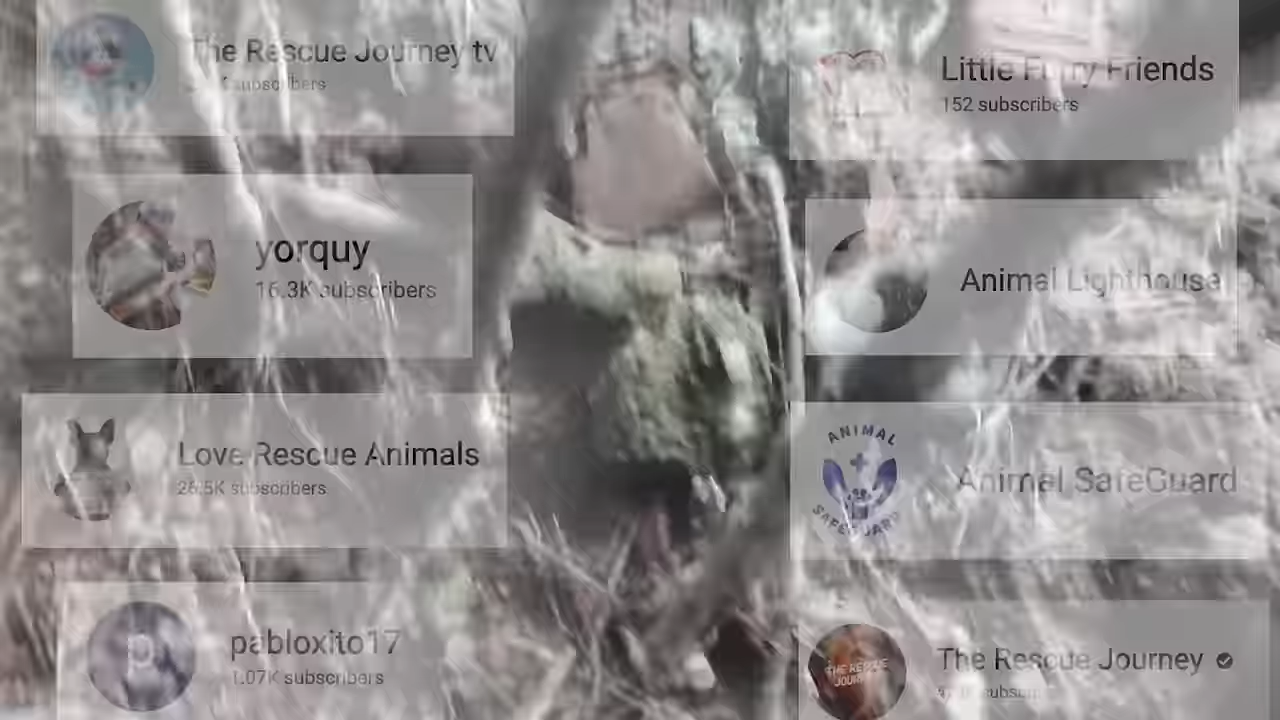 The Rescue Journey tv
subscribers
Little Furry Friends
152 subscribers
yorquy
16.3K subscribers
Animal Lighthouse
Love Rescue Animals
26.5K subscribers
ANIMAL
SAFEGUARD
Animal SafeGuard
p
pabloxito17
1.07K subscribers
THE RESCUE
JOURNEY
The Rescue Journey